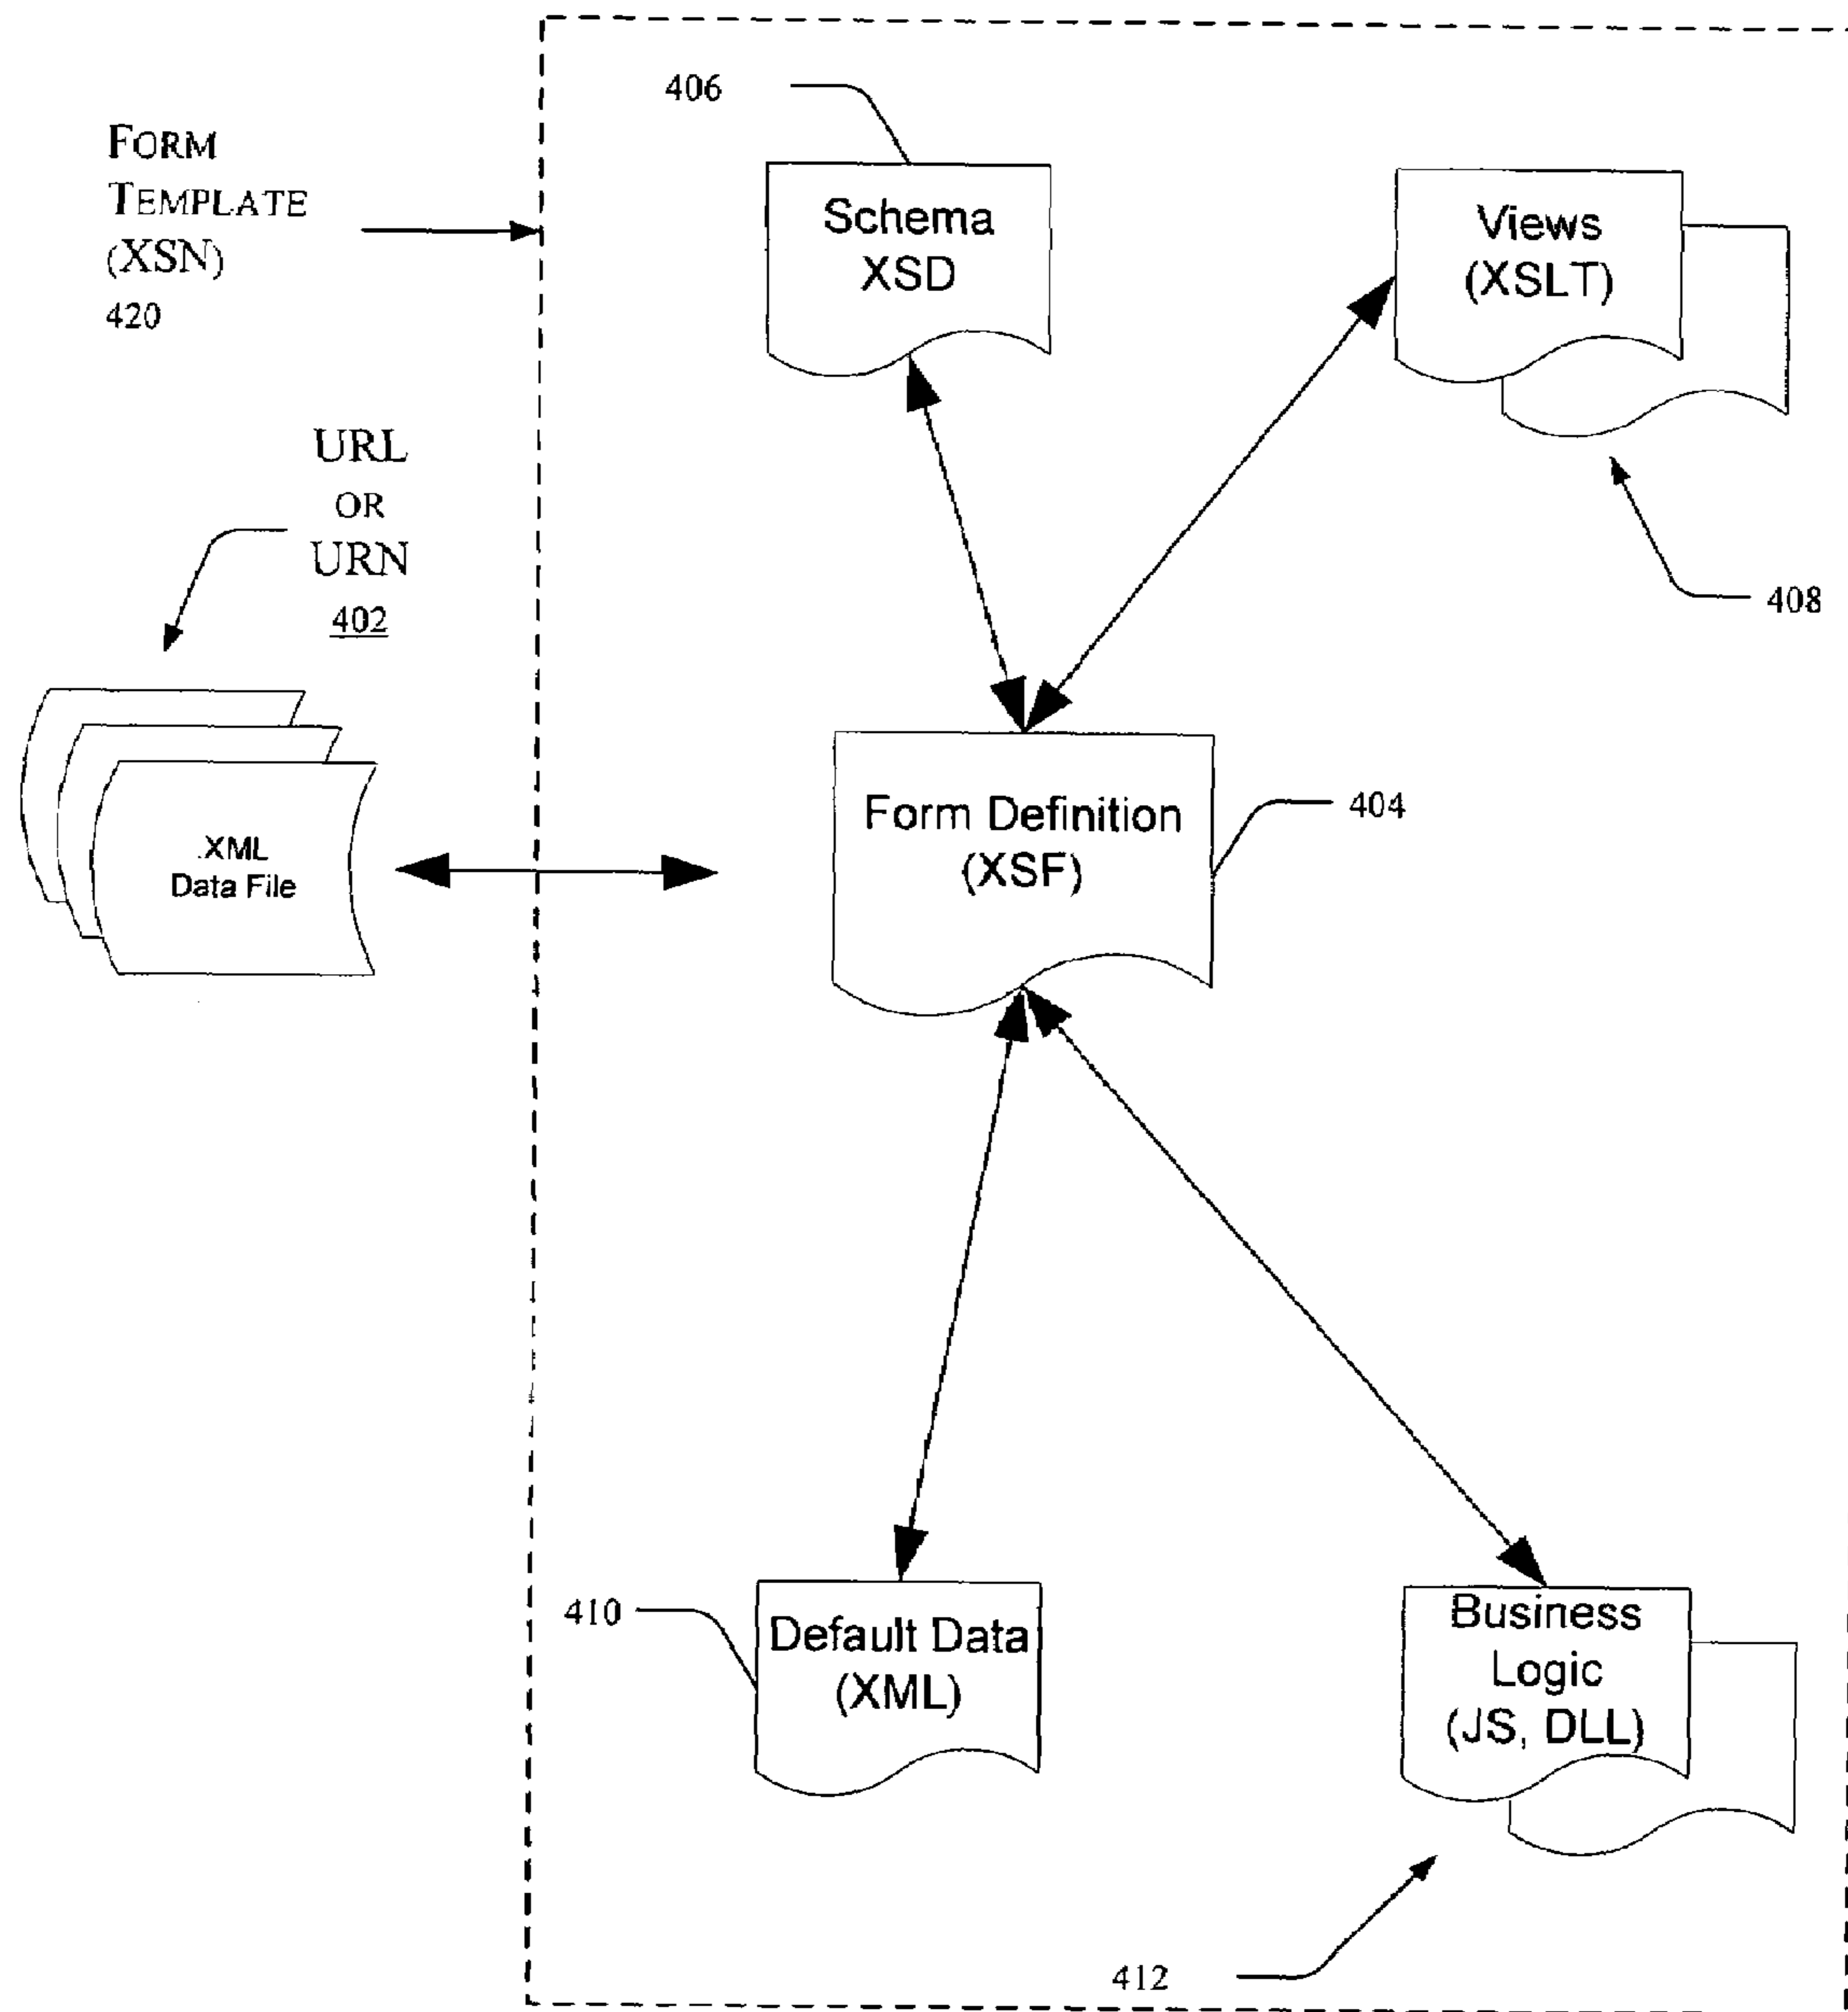 406
FORM
TEMPLATE
(XSN)
420
Schema
XSD
Views
(XSLT)
408
URL
OR
URN
402
.XML
Data File
Form Definition
(XSF)
404
410
Default Data
(XML)
Business
Logic
(JS, DLL)
412